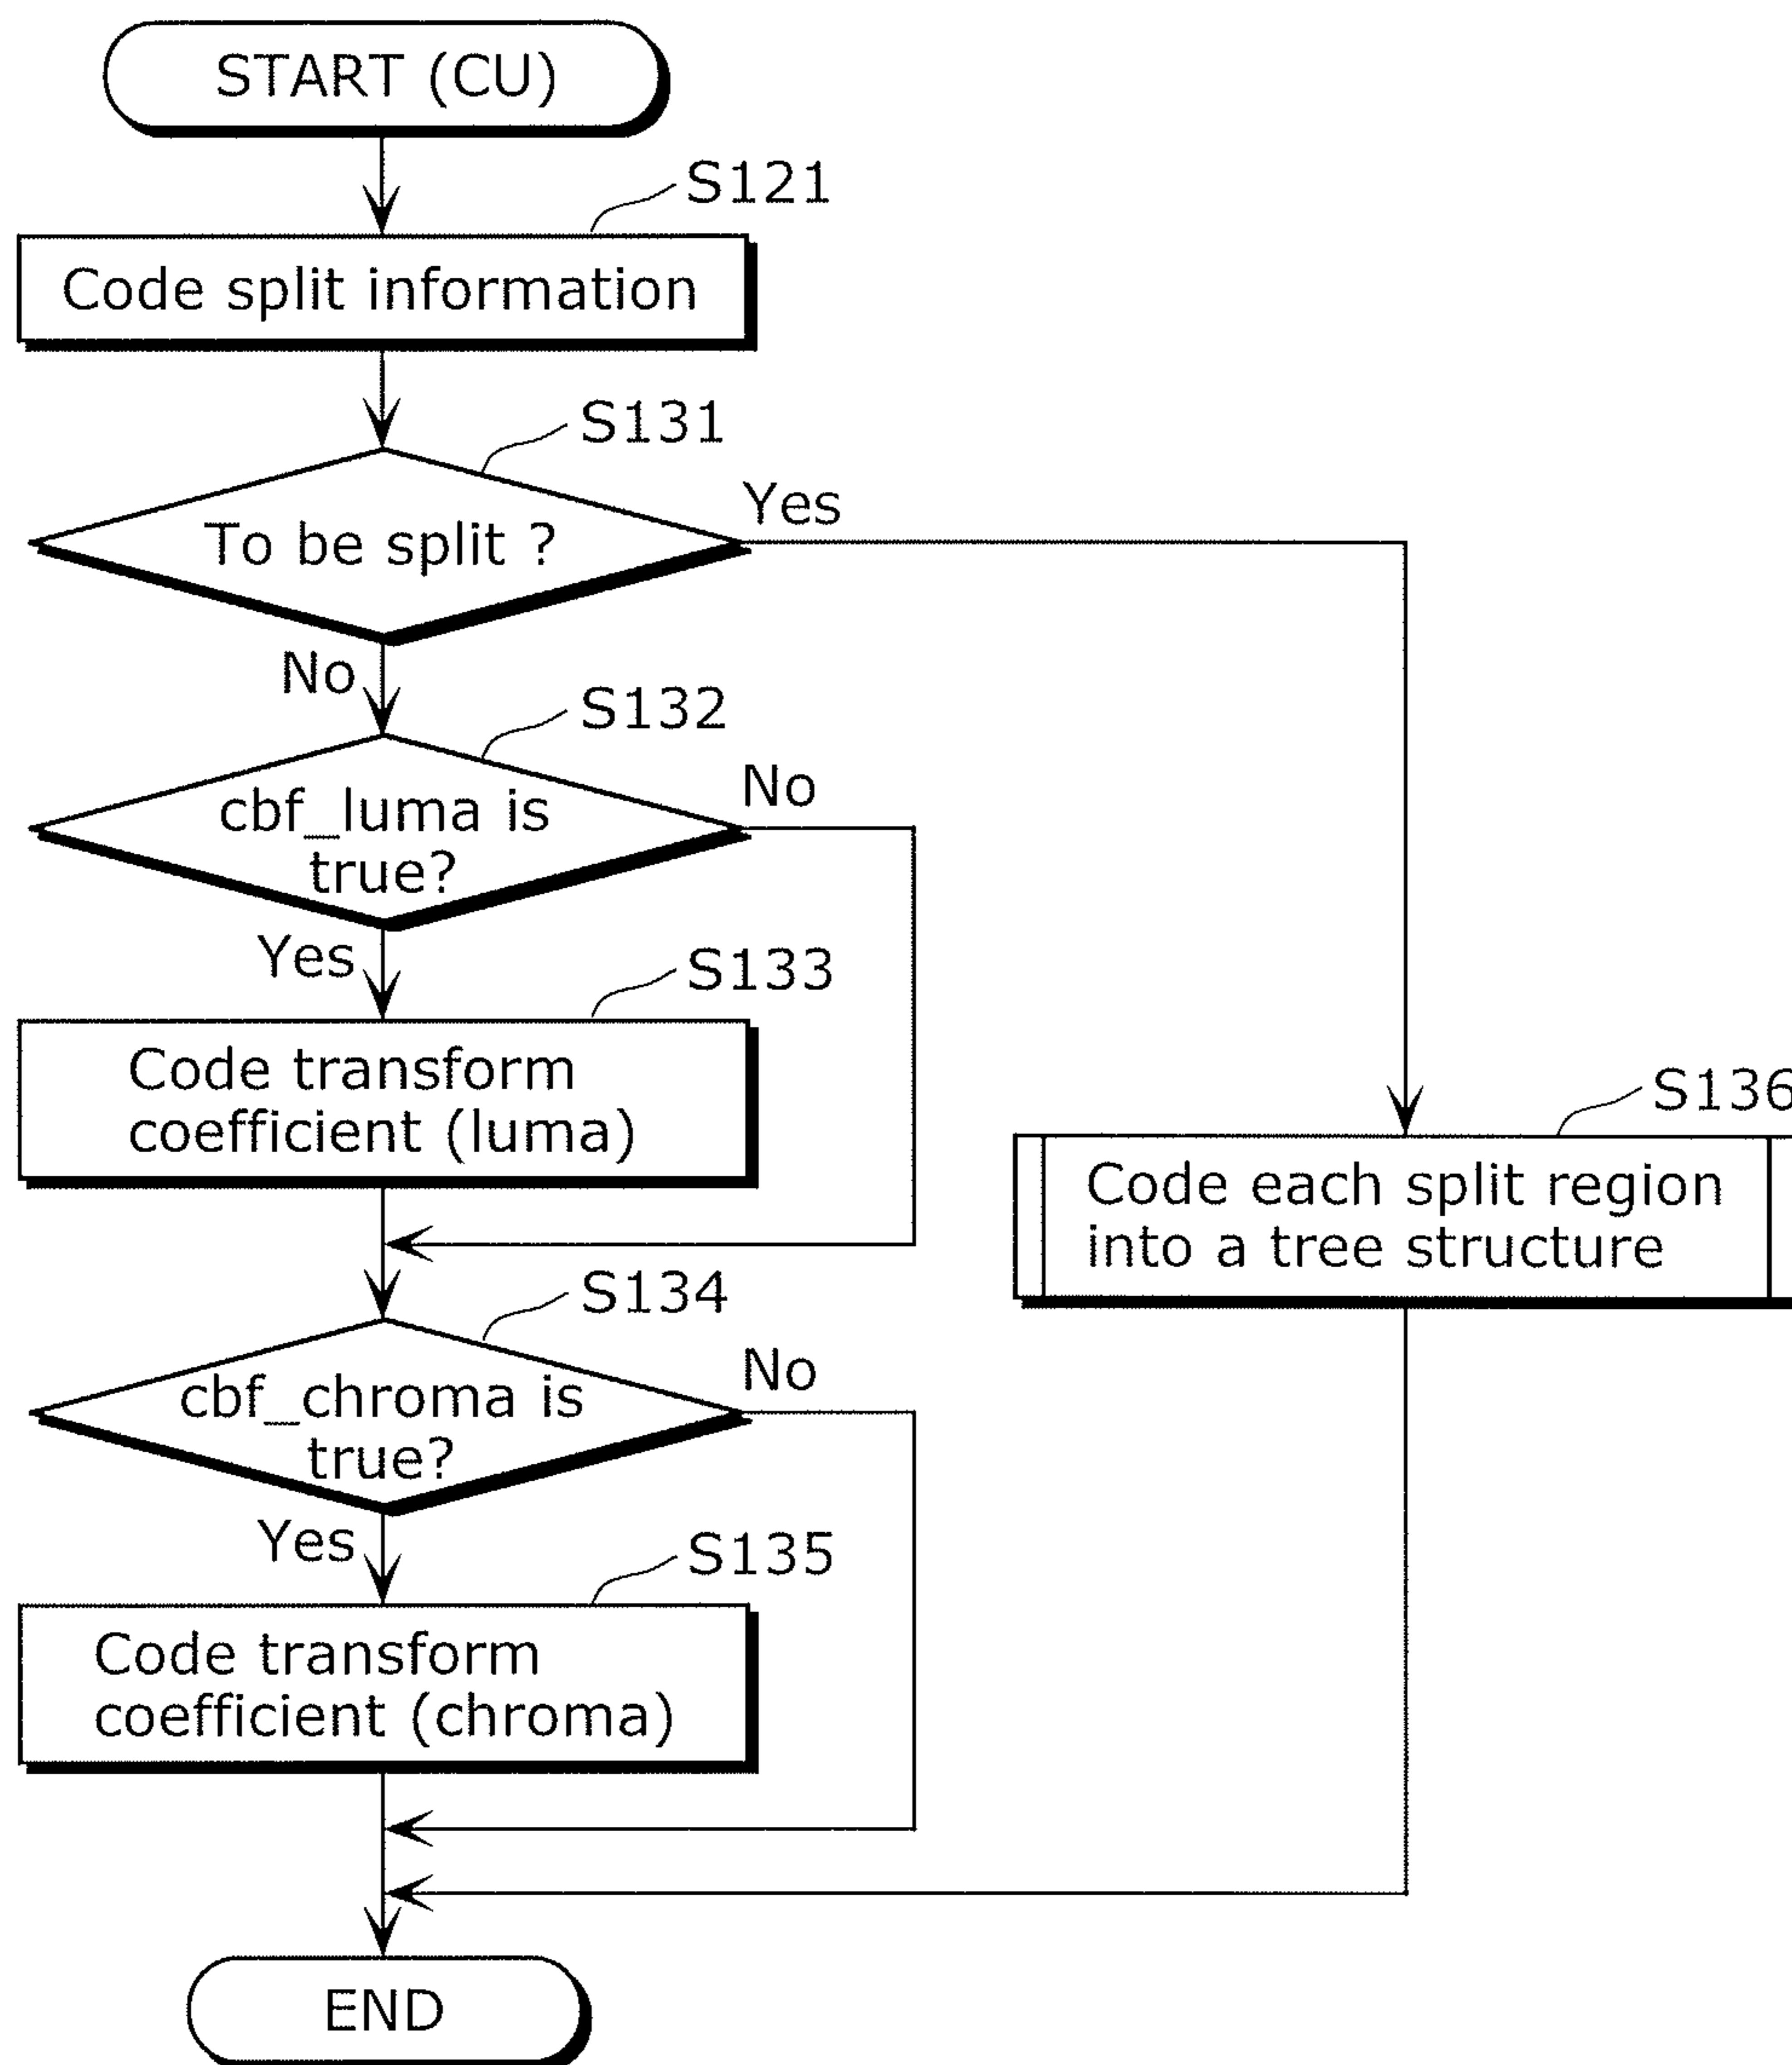 START (CU)
S121
Code split information
S131
To be split ?
Yes
No
S132
cbf_luma is
true?
No
Yes
S133
Code transform
coefficient (luma)
S136
Code each split region
into a tree structure
S134
cbf_chroma is
true?
No
Yes
S135
Code transform
coefficient (chroma)
END